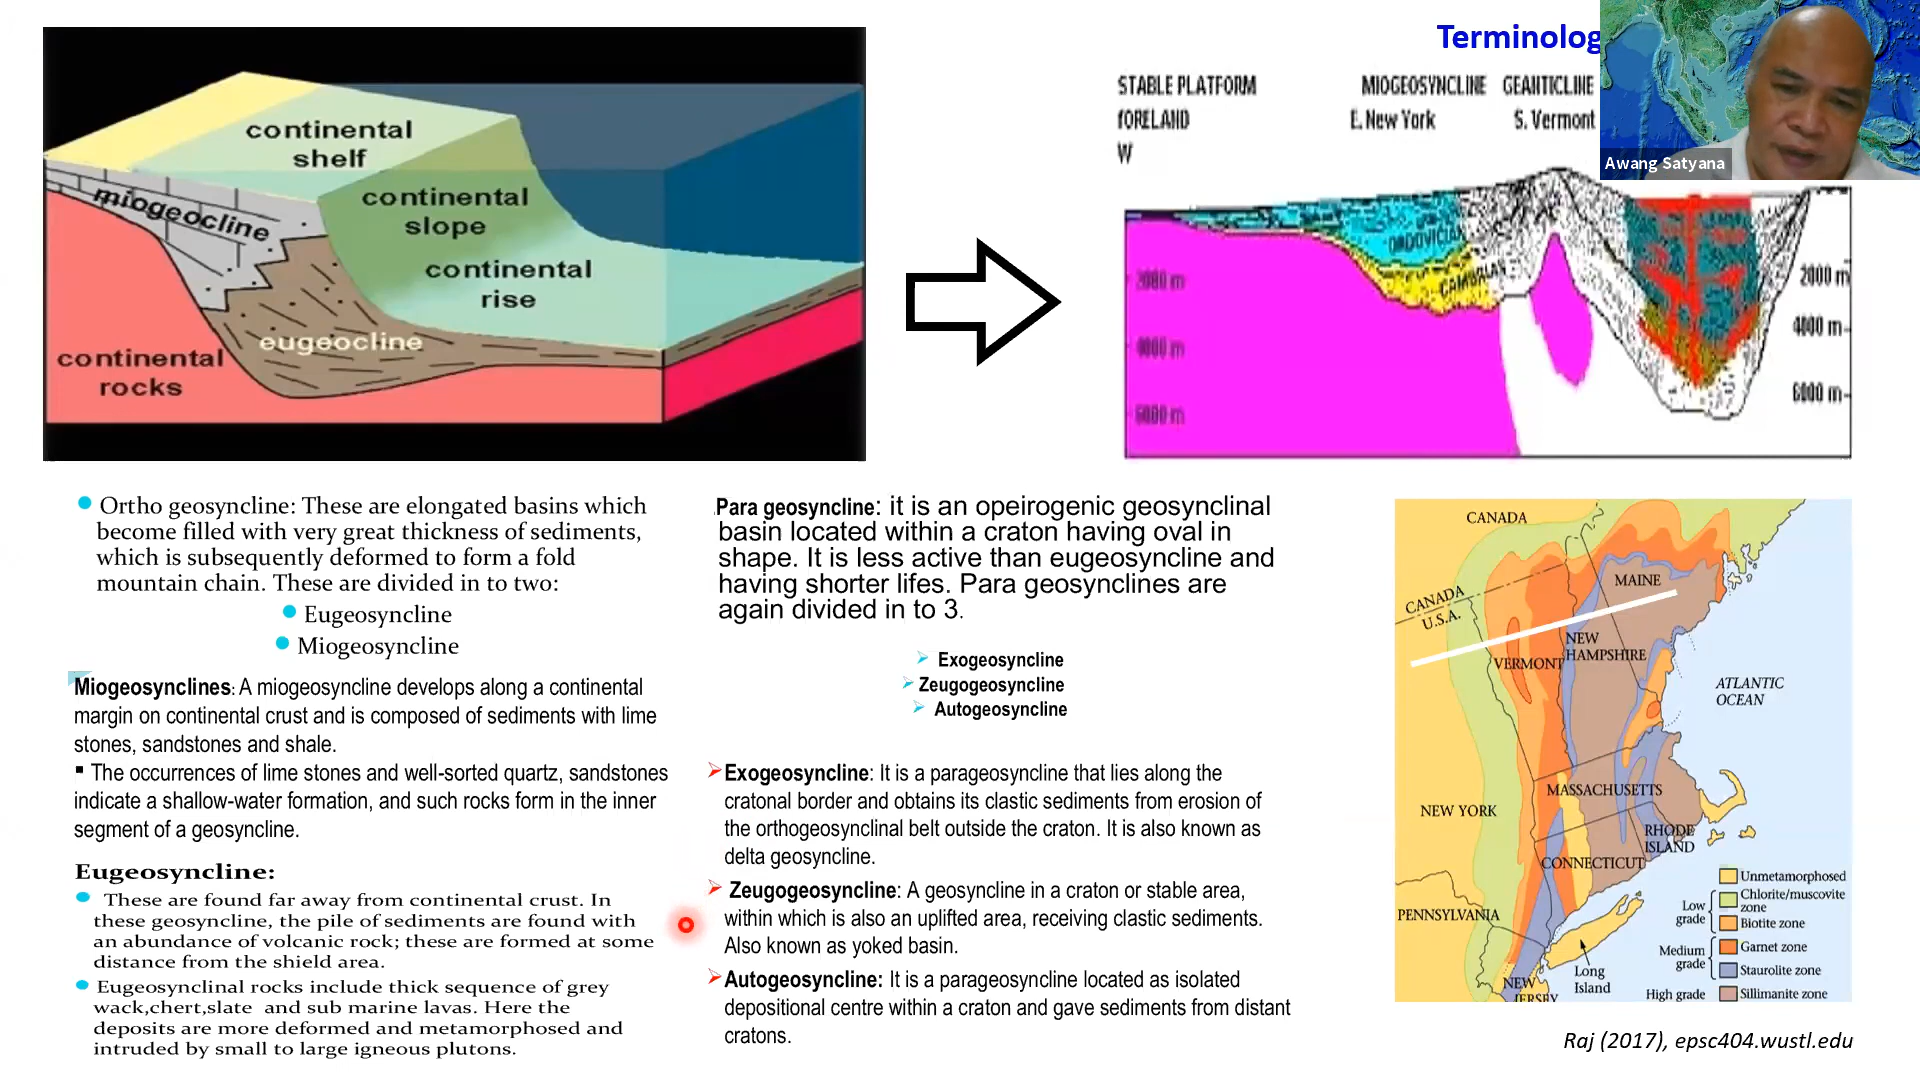 Terminolog
Awang Satyana
continental
shelf
continental
slope
continental
rise
miogeocline
eugeocline
continental
rocks
STABLE PLATFORM
fORELAND
W
MIOGEOSYNCLINE
E. New York
GEANTICLINE
S. Vermont
ORDOVICIAN
CAMBRIAN
2000 m
4000 m
6000 m
2000 m
4000 m
6000 m
Ortho geosyncline: These are elongated basins which
become filled with very great thickness of sediments,
which is subsequently deformed to form a fold
mountain chain. These are divided in to two:
Eugeosyncline
Miogeosyncline
Miogeosynclines: A miogeosyncline develops along a continental
margin on continental crust and is composed of sediments with lime
stones, sandstones and shale.
The occurrences of lime stones and well-sorted quartz, sandstones
indicate a shallow-water formation, and such rocks form in the inner
segment of a geosyncline.
Eugeosyncline:
These are found far away from continental crust. In
these geosyncline, the pile of sediments are found with
an abundance of volcanic rock; these are formed at some
distance from the shield area.
Eugeosynclinal rocks include thick sequence of grey
wack,chert,slate and sub marine lavas. Here the
deposits are more deformed and metamorphosed and
intruded by small to large igneous plutons.
Para geosyncline: it is an opeirogenic geosynclinal
basin located within a craton having oval in
shape. It is less active than eugeosyncline and
having shorter lifes. Para geosynclines are
again divided in to 3.
Exogeosyncline
Zeugogeosyncline
Autogeosyncline
Exogeosyncline: It is a parageosyncline that lies along the
cratonal border and obtains its clastic sediments from erosion of
the orthogeosynclinal belt outside the craton. It is also known as
delta geosyncline.
Zeugogeosyncline: A geosyncline in a craton or stable area,
within which is also an uplifted area, receiving clastic sediments.
Also known as yoked basin.
Autogeosyncline: It is a parageosyncline located as isolated
depositional centre within a craton and gave sediments from distant
cratons.
CANADA
CANADA
U.S.A.
MAINE
NEW
HAMPSHIRE
VERMONT
ATLANTIC
OCEAN
NEW YORK
MASSACHUSETTS
RHODE
ISLAND
CONNECTICUT
PENNSYLVANIA
NEW
JERSEY
Long
Island
Unmetamorphosed
Low
grade
Chlorite/muscovite
zone
Biotite zone
Medium
grade
Garnet zone
Staurolite zone
High grade
Sillimanite zone
Raj (2017), epsc404.wustl.edu